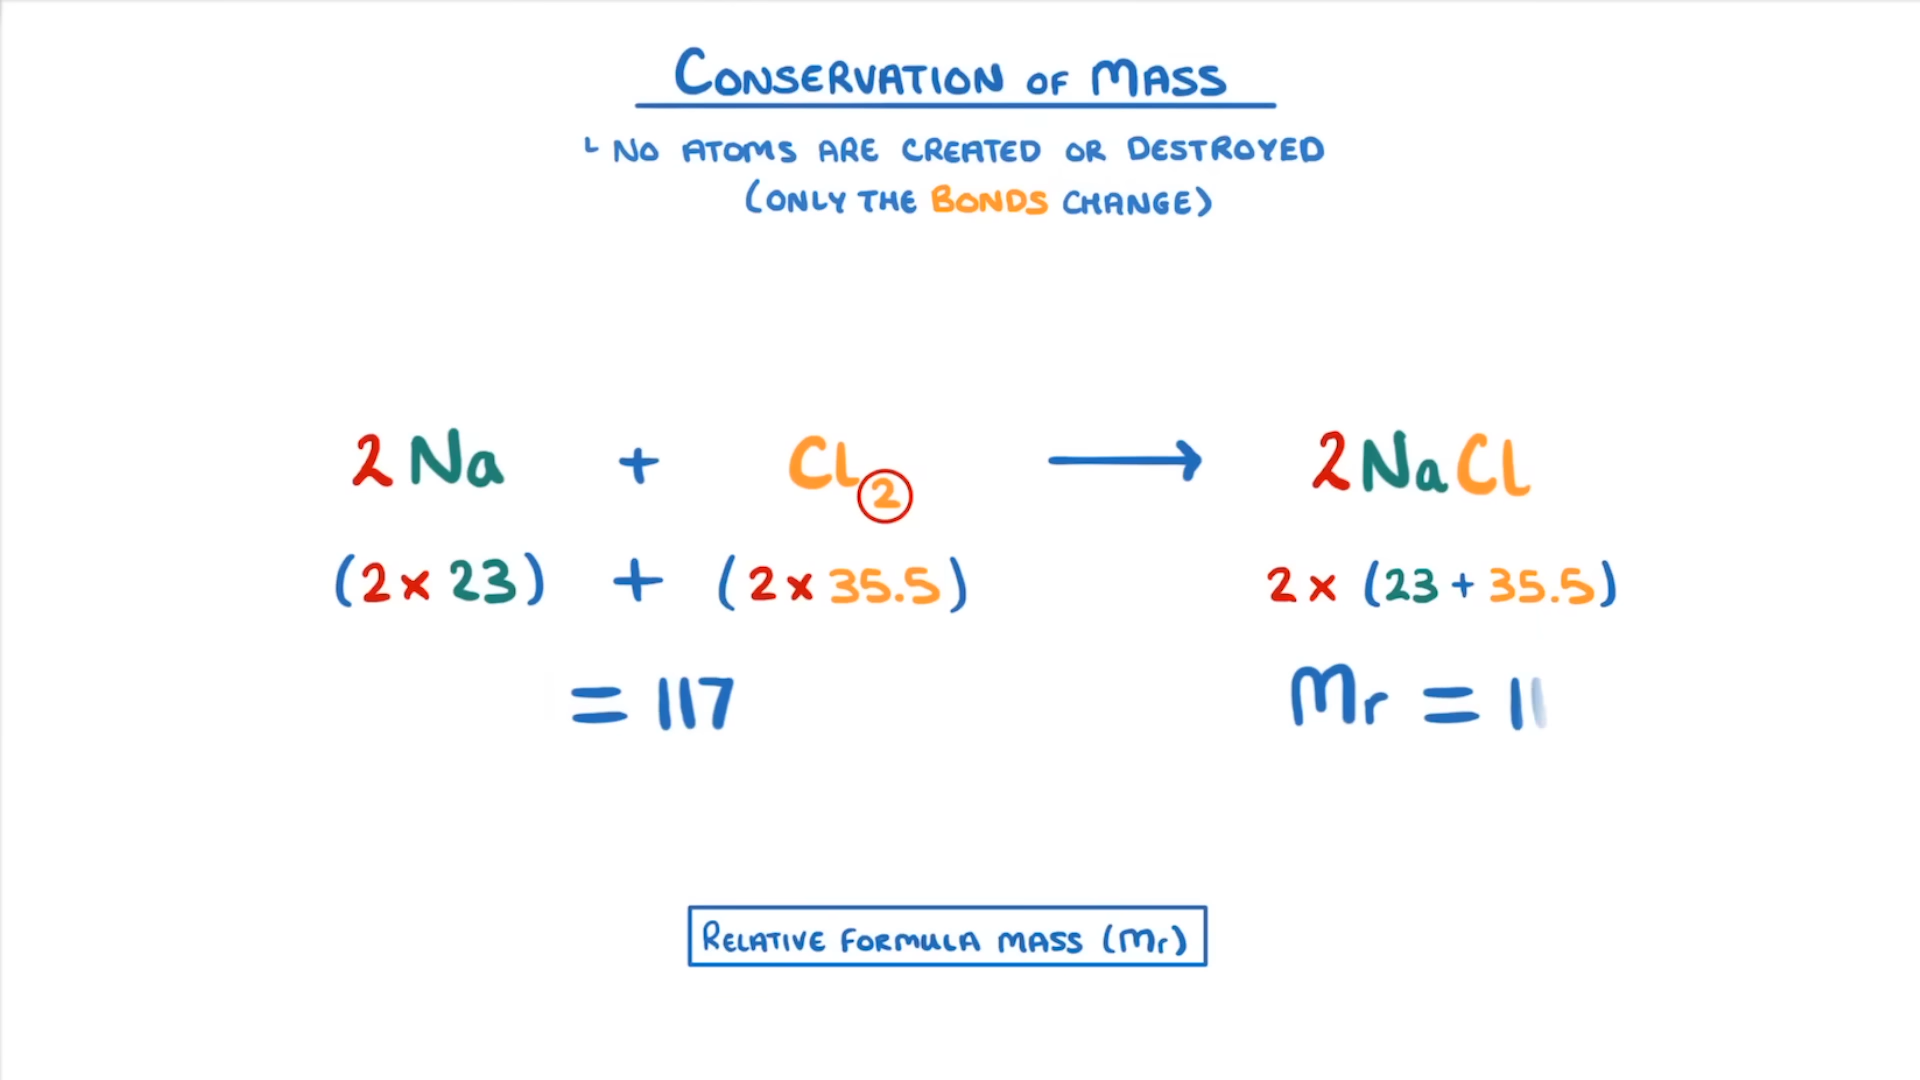 CONSERVATION OF MASS
└ NO ATOMS ARE CREATED OR DESTROYED
(ONLY THE BONDS CHANGE)
2Na + Cl₂ ⟶ 2NaCl
(2 × 23) + (2 × 35.5) 2 × (23 + 35.5)
= 117 Mr = 11
RELATIVE FORMULA MASS (Mr)